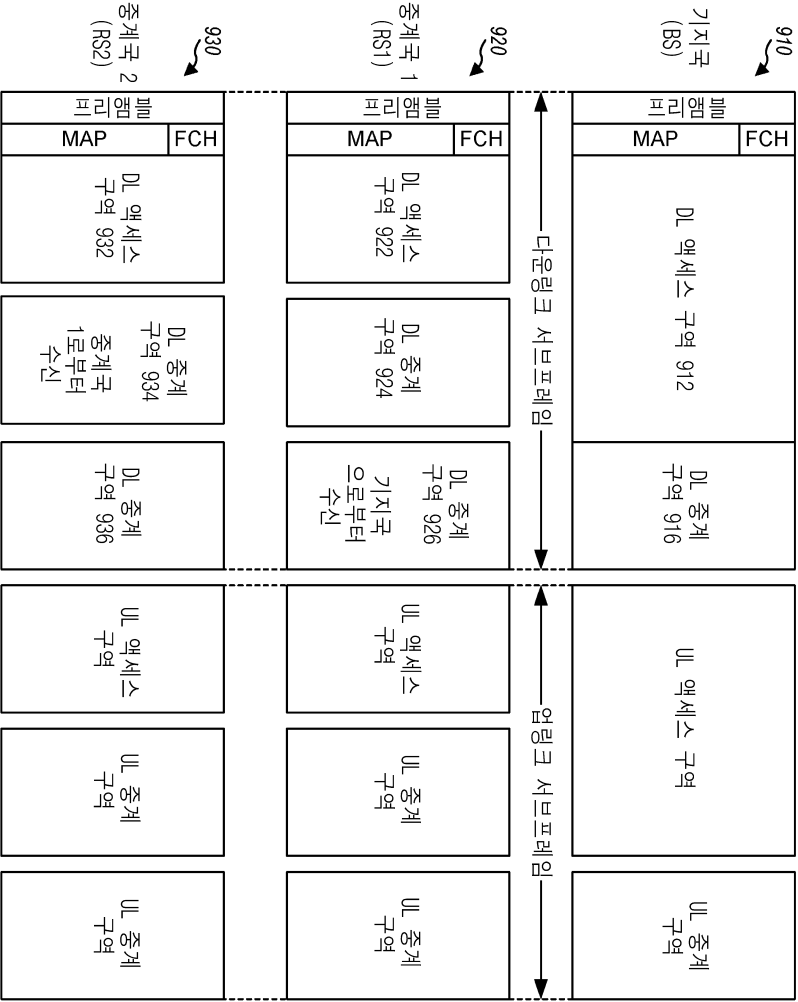 910
기지국
(BS)
프리앰블
FCH
MAP
DL 액세스 구역 912
DL 중계
구역 916
UL 액세스 구역
UL 중계
구역
다운링크 서브프레임
업링크 서브프레임
920
중계국 1
(RS1)
프리앰블
FCH
MAP
DL 액세스
구역 922
DL 중계
구역 924
DL 중계
구역 926
기지국
으로부터
수신
UL 액세스
구역
UL 중계
구역
UL 중계
구역
930
중계국 2
(RS2)
프리앰블
FCH
MAP
DL 액세스
구역 932
DL 중계
구역 934
중계국
1로부터
수신
DL 중계
구역 936
UL 액세스
구역
UL 중계
구역
UL 중계
구역